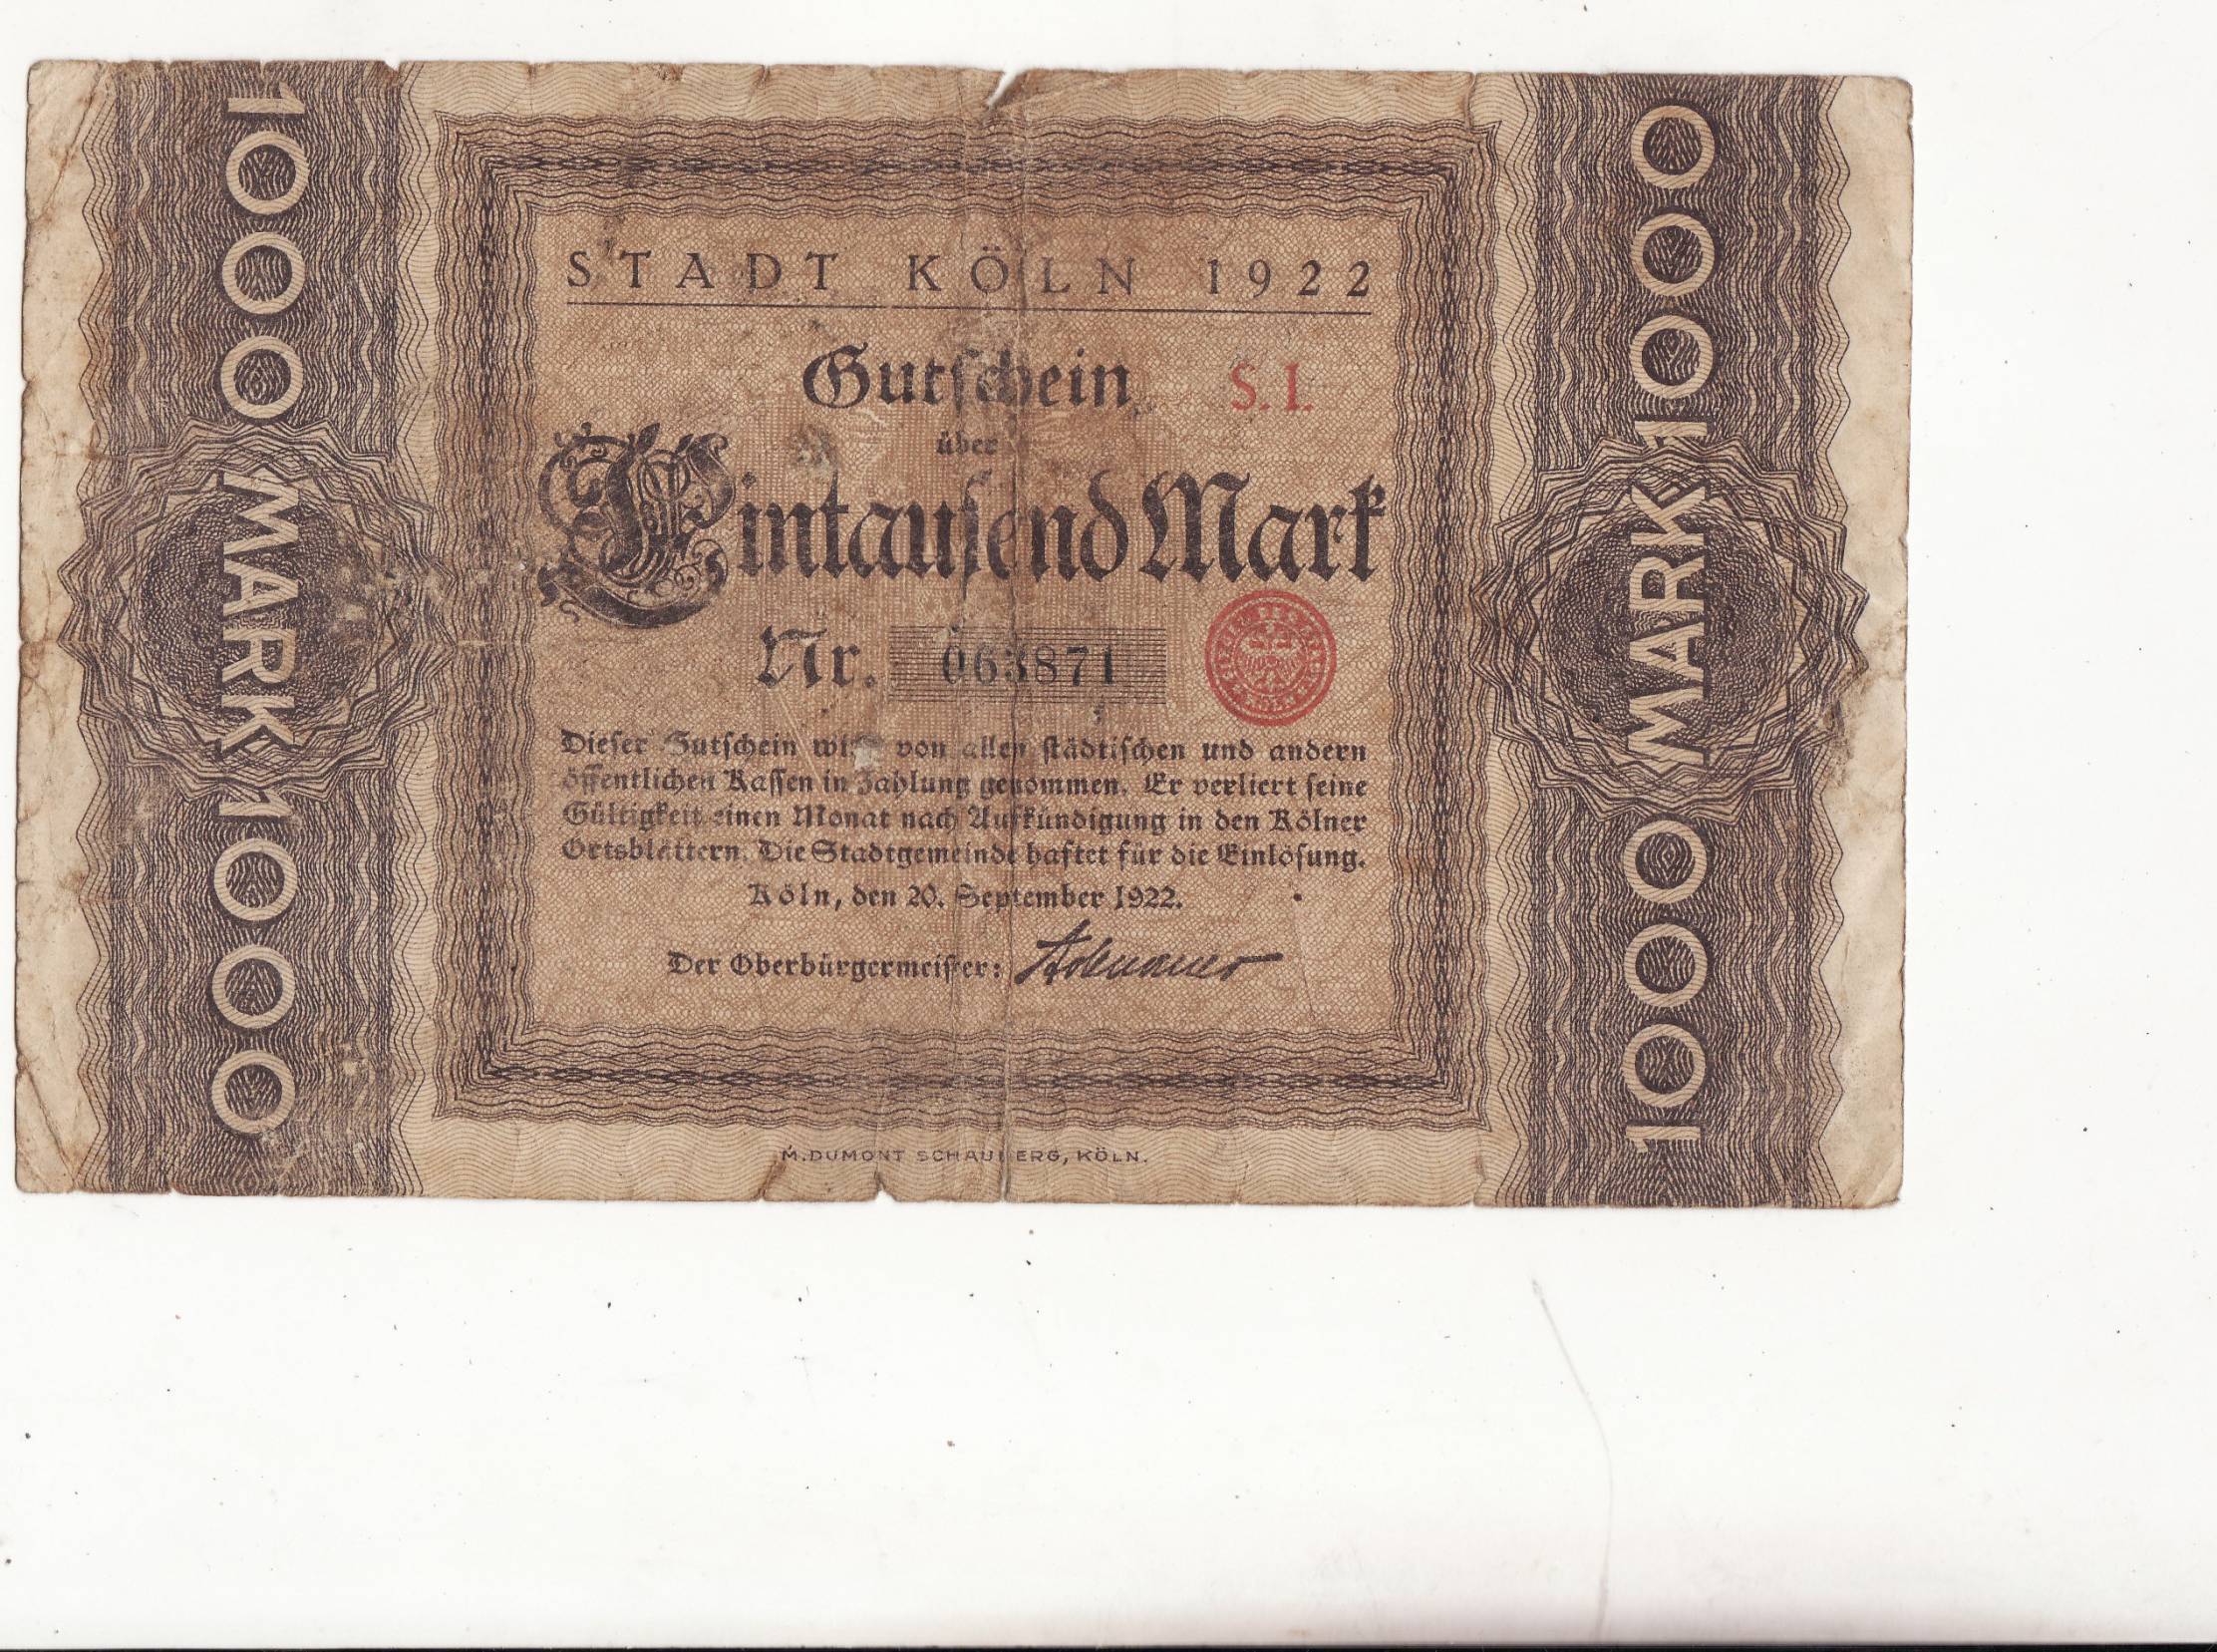 STADT KÖLN 1922
Gutschein S. I.
über
Eintausend Mark
Nr. 063871
Dieser Gutschein wird von allen städtischen und andern
öffentlichen Kassen in Zahlung genommen. Er verliert seine
Gültigkeit einen Monat nach Aufkündigung in den Kölner
Ortsblättern. Die Stadtgemeinde haftet für die Einlösung.
Köln, den 20. September 1922.
Der Oberbürgermeister: Adenauer
M. DUMONT SCHAUBERG, KÖLN.
1000 MARK 1000
1000 MARK 1000